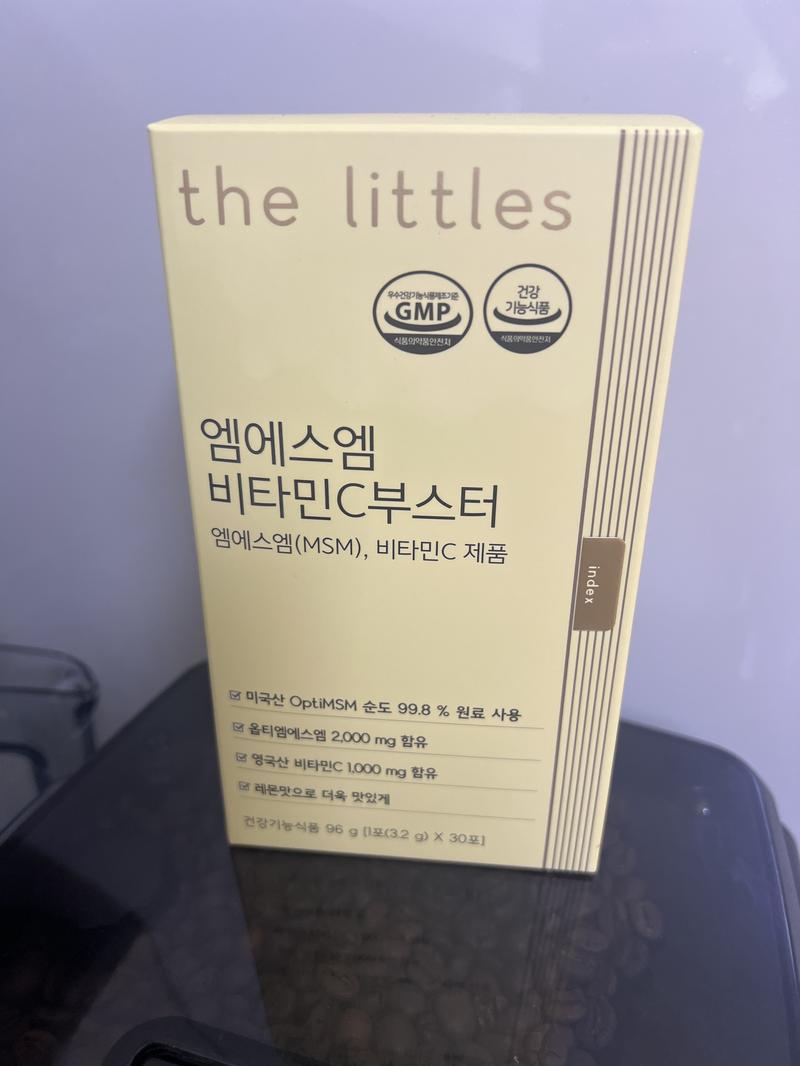 the littles
우수건강기능식품제조기준
GMP
식품의약품안전처
건강
기능식품
식품의약품안전처
엠에스엠
비타민C부스터
엠에스엠(MSM), 비타민C 제품
index
미국산 OptiMSM 순도 99.8 % 원료 사용
옵티엠에스엠 2,000 mg 함유
영국산 비타민C 1,000 mg 함유
레몬맛으로 더욱 맛있게
건강기능식품 96 g [1포(3.2 g) X 30포]